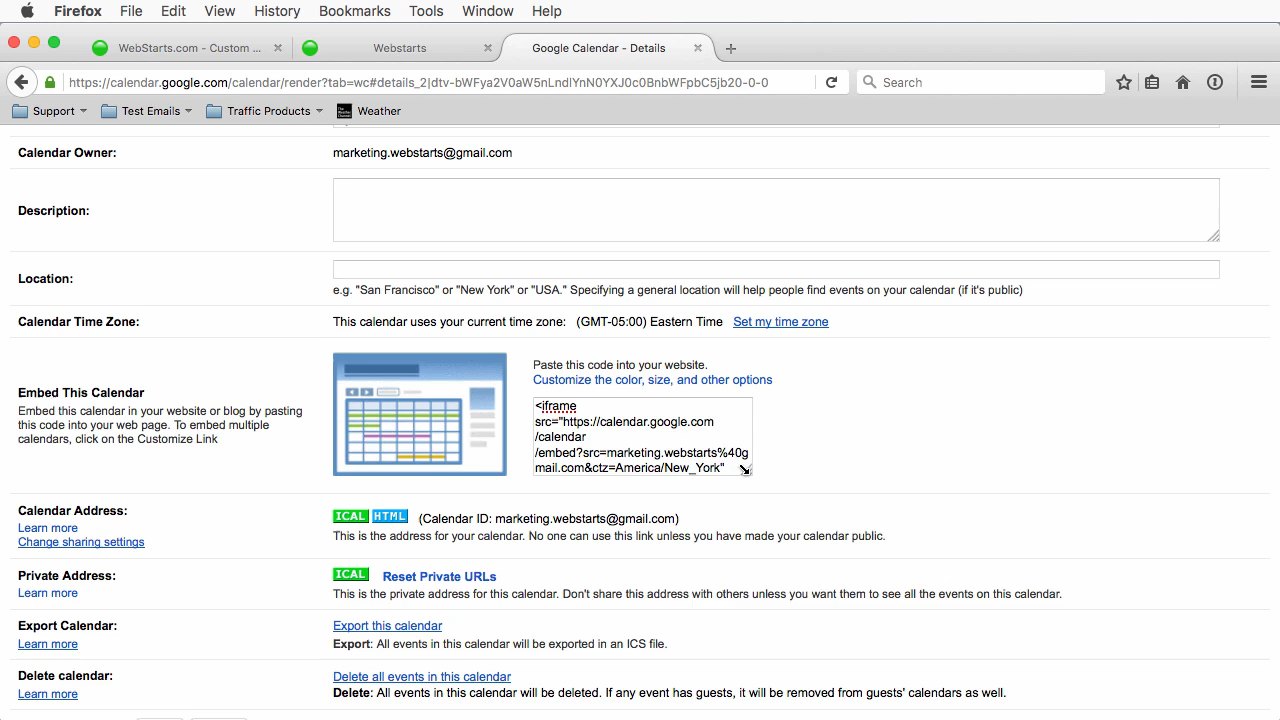 Firefox File Edit View History Bookmarks Tools Window Help
WebStarts.com - Custom ... Webstarts Google Calendar - Details
https://calendar.google.com/calendar/render?tab=wc#details_2|dtv-bWFya2V0aW5nLndlYnN0YXJ0c0BnbWFpbC5jb20-0-0 Search
Support Test Emails Traffic Products Weather
Calendar Owner: marketing.webstarts@gmail.com
Description:
Location:
e.g. "San Francisco" or "New York" or "USA." Specifying a general location will help people find events on your calendar (if it's public)
Calendar Time Zone: This calendar uses your current time zone: (GMT-05:00) Eastern Time Set my time zone
Embed This Calendar
Embed this calendar in your website or blog by pasting
this code into your web page. To embed multiple
calendars, click on the Customize Link
Paste this code into your website.
Customize the color, size, and other options
<iframe
src="https://calendar.google.com
/calendar
/embed?src=marketing.webstarts%40g
mail.com&ctz=America/New_York"
Calendar Address:
Learn more
Change sharing settings
ICAL HTML (Calendar ID: marketing.webstarts@gmail.com)
This is the address for your calendar. No one can use this link unless you have made your calendar public.
Private Address:
Learn more
ICAL Reset Private URLs
This is the private address for this calendar. Don't share this address with others unless you want them to see all the events on this calendar.
Export Calendar:
Learn more
Export this calendar
Export: All events in this calendar will be exported in an ICS file.
Delete calendar:
Learn more
Delete all events in this calendar
Delete: All events in this calendar will be deleted. If any event has guests, it will be removed from guests' calendars as well.